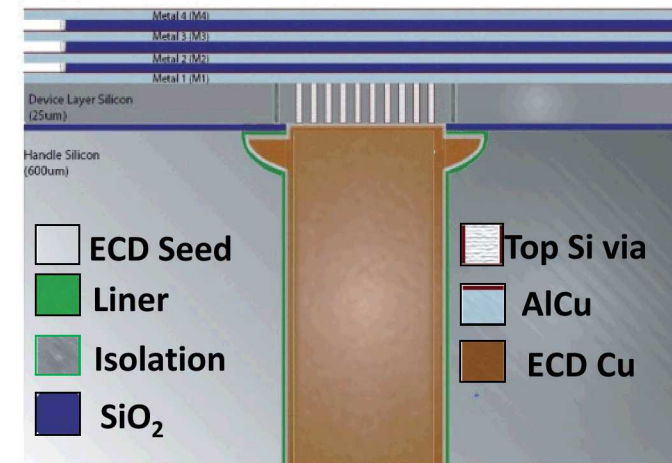 Metal 4 (M4)
Metal 3 (M3)
Metal 2 (M2)
Metal 1 (M1)
Device Layer Silicon
(25um)
Handle Silicon
(600um)
ECD Seed
Liner
Isolation
SiO₂
Top Si via
AlCu
ECD Cu